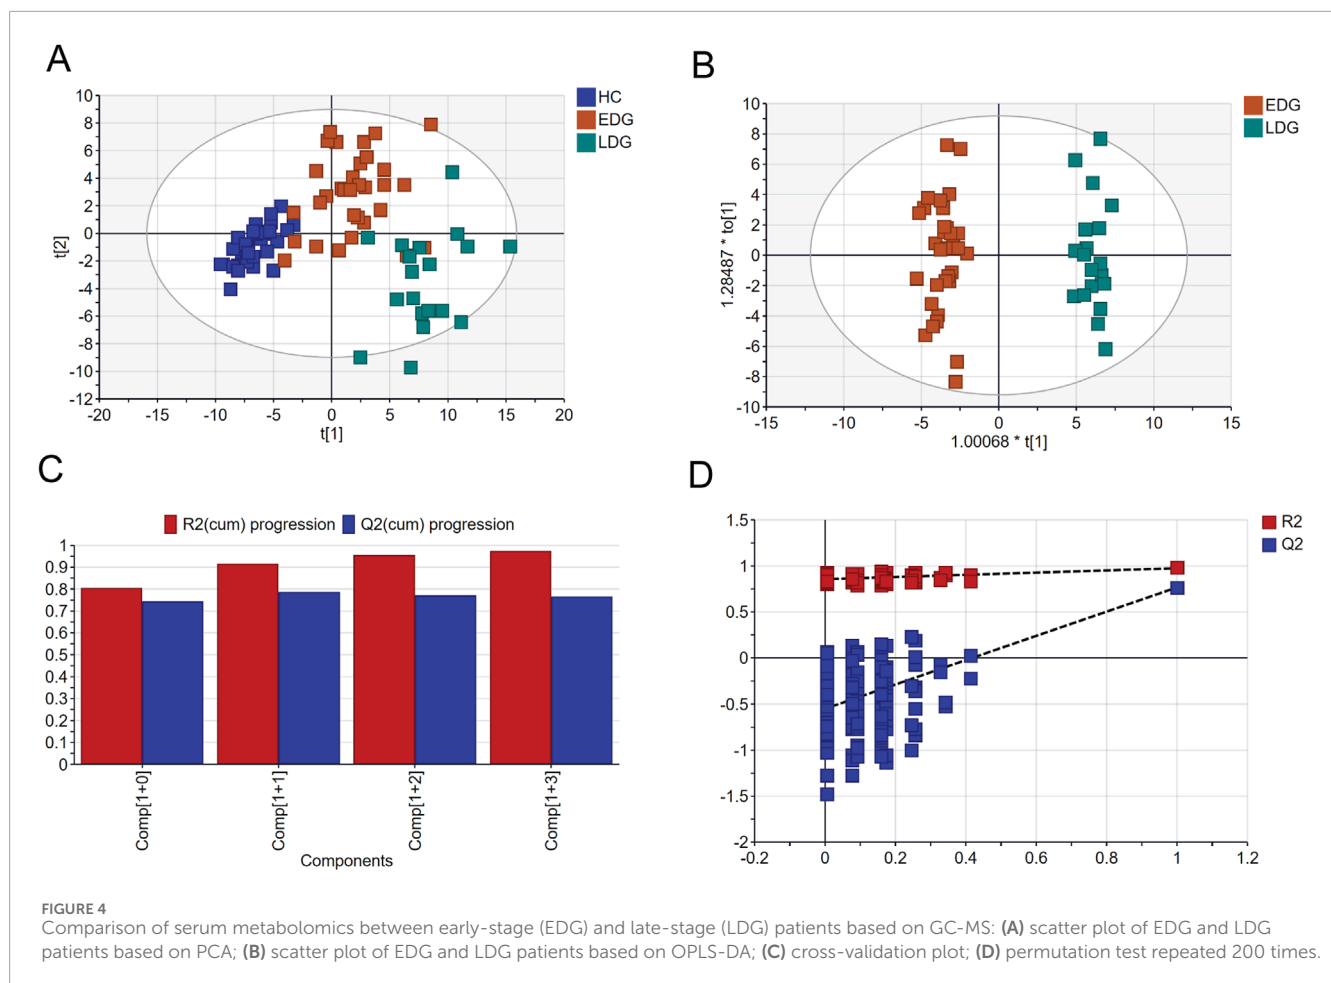 A
HC
EDG
LDG
10
8
6
4
2
0
-2
-4
-6
-8
-10
-12
t[2]
-20 -15 -10 -5 0 5 10 15 20
t[1]
B
EDG
LDG
10
8
6
4
2
0
-2
-4
-6
-8
-10
1.28487 * to[1]
-15 -10 -5 0 5 10 15
1.00068 * t[1]
C
R2(cum) progression Q2(cum) progression
1
0.9
0.8
0.7
0.6
0.5
0.4
0.3
0.2
0.1
0
Comp[1+0]
Comp[1+1]
Comp[1+2]
Comp[1+3]
Components
D
R2
Q2
1.5
1
0.5
0
-0.5
-1
-1.5
-2
-0.2 0 0.2 0.4 0.6 0.8 1 1.2
FIGURE 4
Comparison of serum metabolomics between early-stage (EDG) and late-stage (LDG) patients based on GC-MS: (A) scatter plot of EDG and LDG
patients based on PCA; (B) scatter plot of EDG and LDG patients based on OPLS-DA; (C) cross-validation plot; (D) permutation test repeated 200 times.